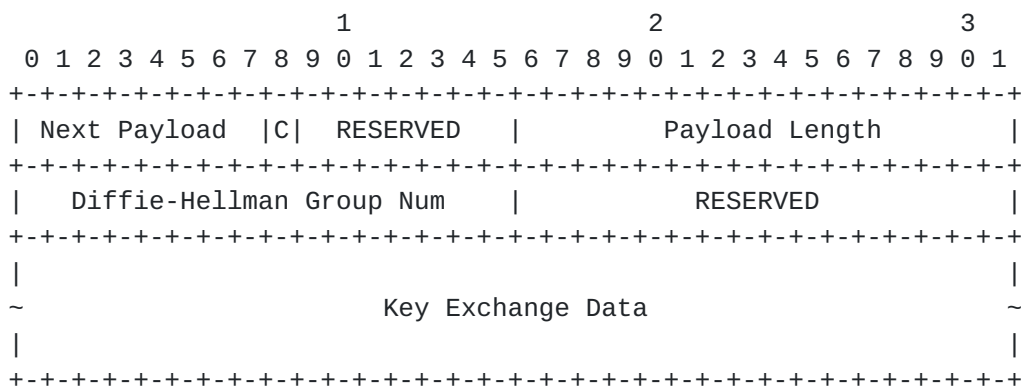 1                   2                   3
 0 1 2 3 4 5 6 7 8 9 0 1 2 3 4 5 6 7 8 9 0 1 2 3 4 5 6 7 8 9 0 1
+-+-+-+-+-+-+-+-+-+-+-+-+-+-+-+-+-+-+-+-+-+-+-+-+-+-+-+-+-+-+-+-+
| Next Payload  |C|  RESERVED   |         Payload Length        |
+-+-+-+-+-+-+-+-+-+-+-+-+-+-+-+-+-+-+-+-+-+-+-+-+-+-+-+-+-+-+-+-+
|   Diffie-Hellman Group Num    |           RESERVED            |
+-+-+-+-+-+-+-+-+-+-+-+-+-+-+-+-+-+-+-+-+-+-+-+-+-+-+-+-+-+-+-+-+
|                                                               |
~                       Key Exchange Data                       ~
|                                                               |
+-+-+-+-+-+-+-+-+-+-+-+-+-+-+-+-+-+-+-+-+-+-+-+-+-+-+-+-+-+-+-+-+